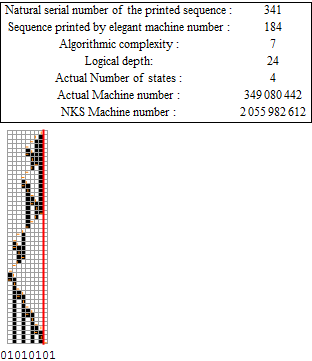 Natural serial number of the printed sequence : 341
Sequence printed by elegant machine number : 184
Algorithmic complexity : 7
Logical depth: 24
Actual Number of states : 4
Actual Machine number : 349 080 442
NKS Machine number : 2 055 982 612
01010101